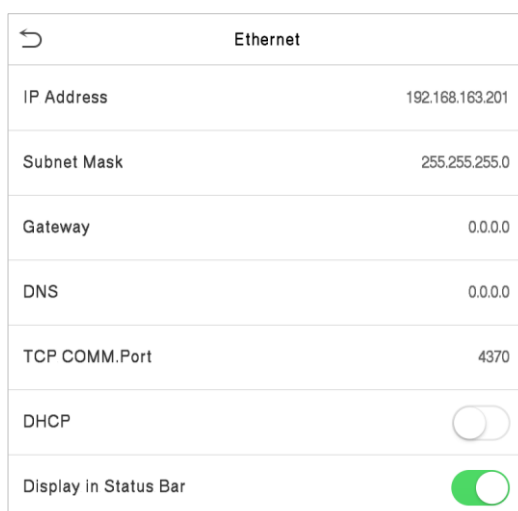 Ethernet
IP Address 192.168.163.201
Subnet Mask 255.255.255.0
Gateway 0.0.0.0
DNS 0.0.0.0
TCP COMM.Port 4370
DHCP
Display in Status Bar